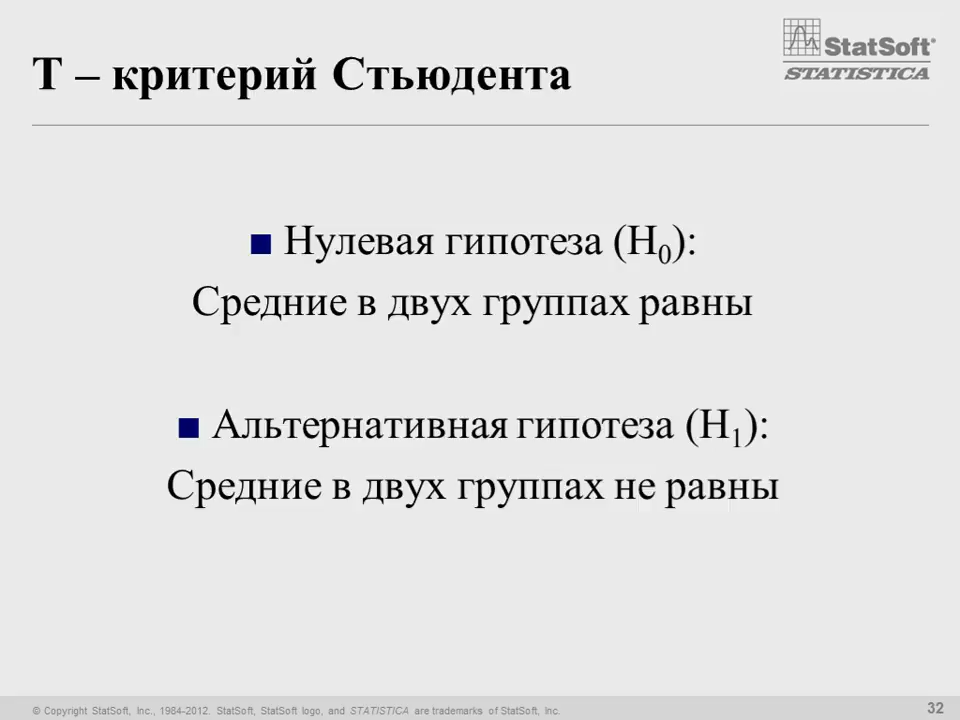 StatSoft®
STATISTICA
Т – критерий Стьюдента
■ Нулевая гипотеза (H₀):
Средние в двух группах равны
■ Альтернативная гипотеза (H₁):
Средние в двух группах не равны
© Copyright StatSoft, Inc., 1984-2012. StatSoft, StatSoft logo, and STATISTICA are trademarks of StatSoft, Inc.
32